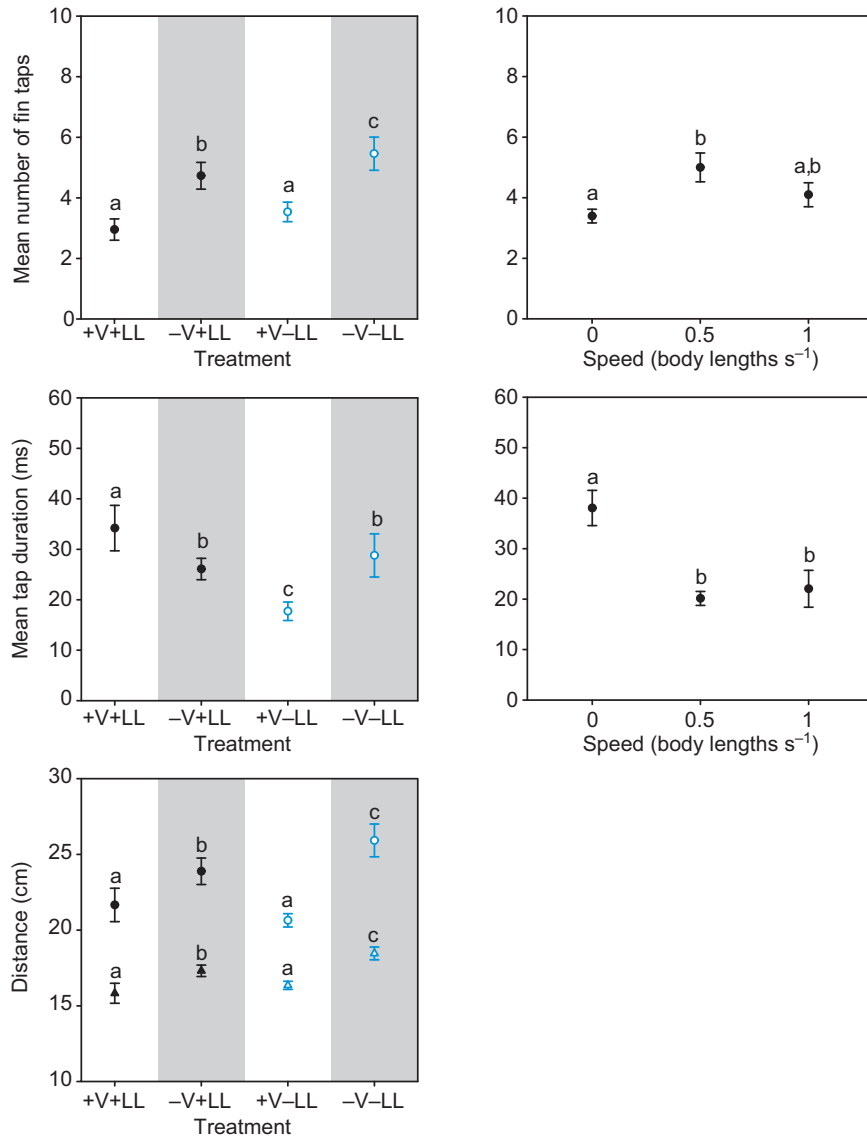 Mean number of fin taps
10
8
6
4
2
0
a
b
a
c
+V+LL
–V+LL
+V–LL
–V–LL
Treatment
10
8
6
4
2
0
a
b
a,b
0
0.5
1
Speed (body lengths s–1)
Mean tap duration (ms)
60
50
40
30
20
10
0
a
b
c
b
+V+LL
–V+LL
+V–LL
–V–LL
Treatment
60
50
40
30
20
10
0
a
b
b
0
0.5
1
Speed (body lengths s–1)
Distance (cm)
30
25
20
15
10
a
b
a
c
a
b
a
c
+V+LL
–V+LL
+V–LL
–V–LL
Treatment